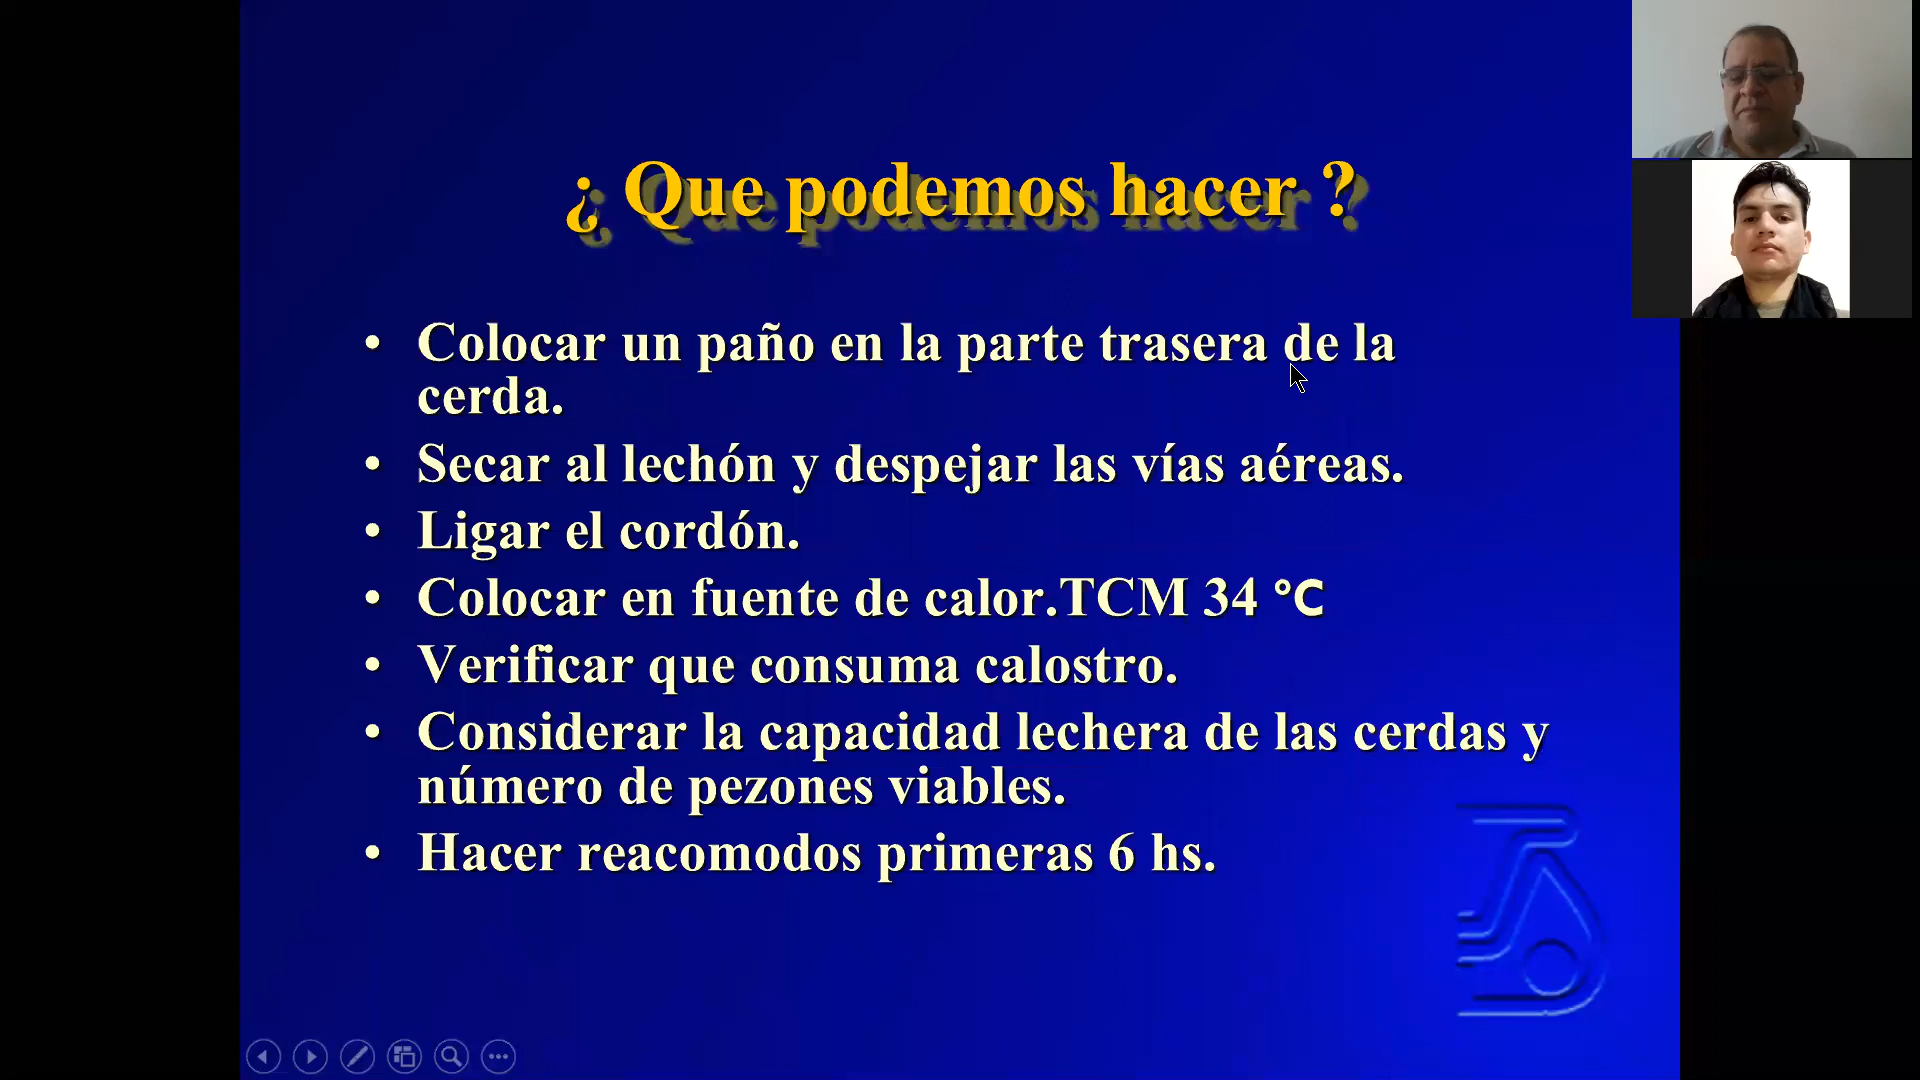 ¿ Que podemos hacer ?
• Colocar un paño en la parte trasera de la
cerda.
• Secar al lechón y despejar las vías aéreas.
• Ligar el cordón.
• Colocar en fuente de calor.TCM 34 °C
• Verificar que consuma calostro.
• Considerar la capacidad lechera de las cerdas y
número de pezones viables.
• Hacer reacomodos primeras 6 hs.